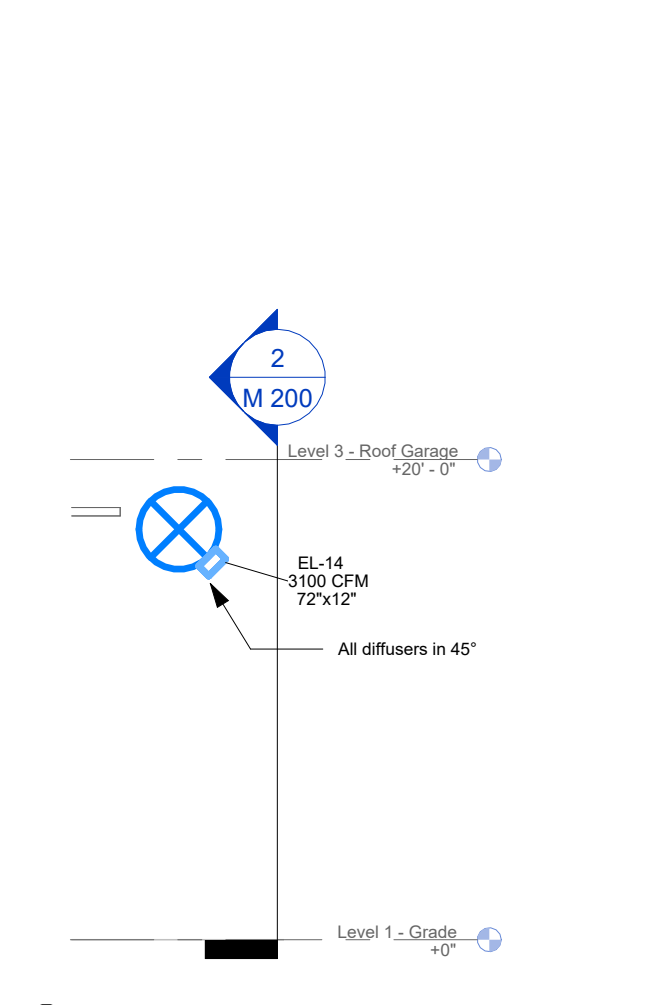 2
M 200
Level 3 - Roof Garage
+20' - 0"
EL-14
3100 CFM
72"x12"
All diffusers in 45°
Level 1 - Grade
+0"